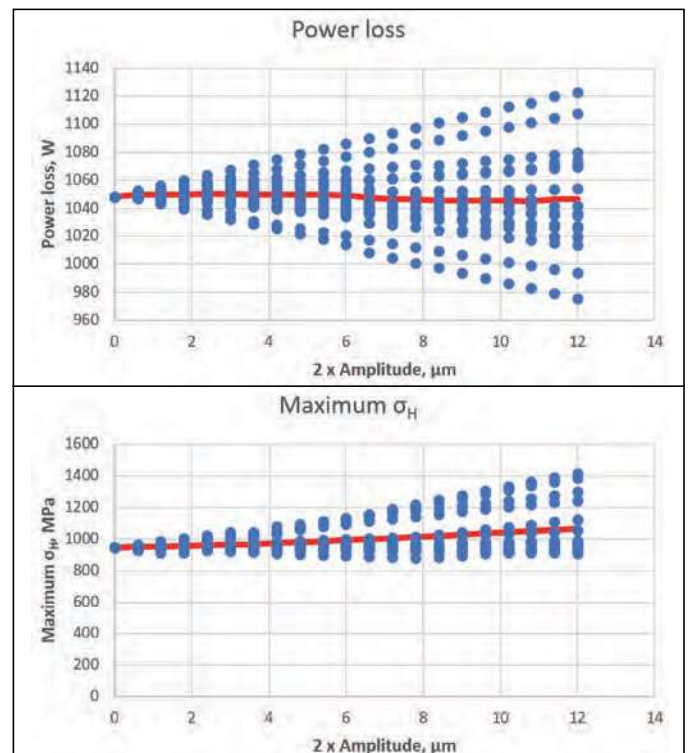 Power loss
Power loss, W
1140
1120
1100
1080
1060
1040
1020
1000
980
960
0 2 4 6 8 10 12 14
2 x Amplitude, µm
Maximum σH
Maximum σH, MPa
1600
1400
1200
1000
800
600
400
200
0
0 2 4 6 8 10 12 14
2 x Amplitude, µm